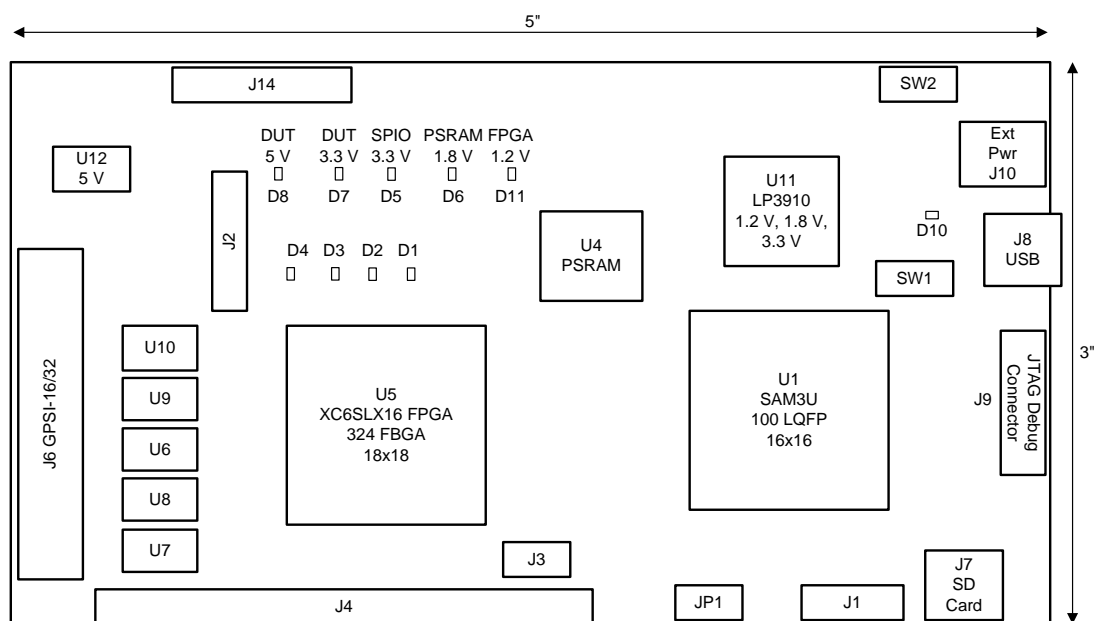 5"
J14
SW2
DUT
5 V
D8
DUT
3.3 V
D7
SPIO
3.3 V
D5
PSRAM
1.8 V
D6
FPGA
1.2 V
D11
U12
5 V
Ext
Pwr
J10
U11
LP3910
1.2 V, 1.8 V,
3.3 V
D10
J2
U4
PSRAM
J8
USB
D4
D3
D2
D1
SW1
J6 GPSI-16/32
U10
U9
U6
U8
U7
U5
XC6SLX16 FPGA
324 FBGA
18x18
U1
SAM3U
100 LQFP
16x16
J9
JTAG Debug
Connector
3"
J3
J4
JP1
J1
J7
SD
Card